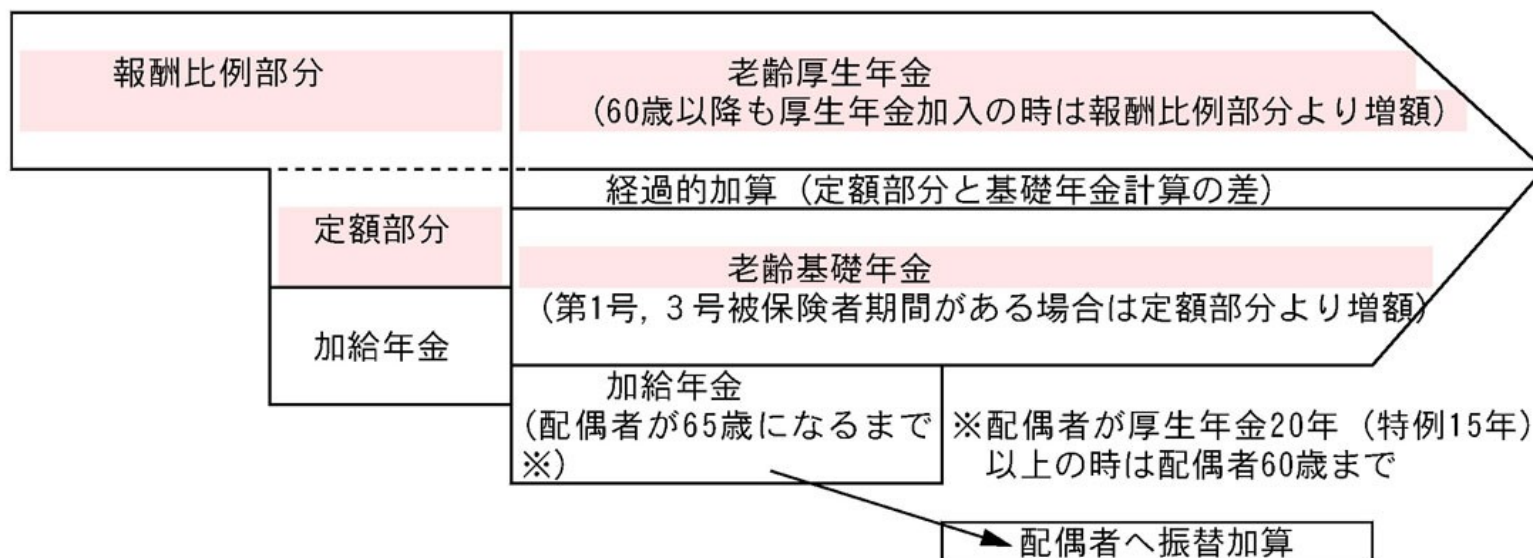 報酬比例部分
老齢厚生年金
(60歳以降も厚生年金加入の時は報酬比例部分より増額)
経過的加算 (定額部分と基礎年金計算の差)
定額部分
老齢基礎年金
(第1号, 3号被保険者期間がある場合は定額部分より増額)
加給年金
加給年金
(配偶者が65歳になるまで
※)
※配偶者が厚生年金20年 (特例15年)
以上の時は配偶者60歳まで
配偶者へ振替加算